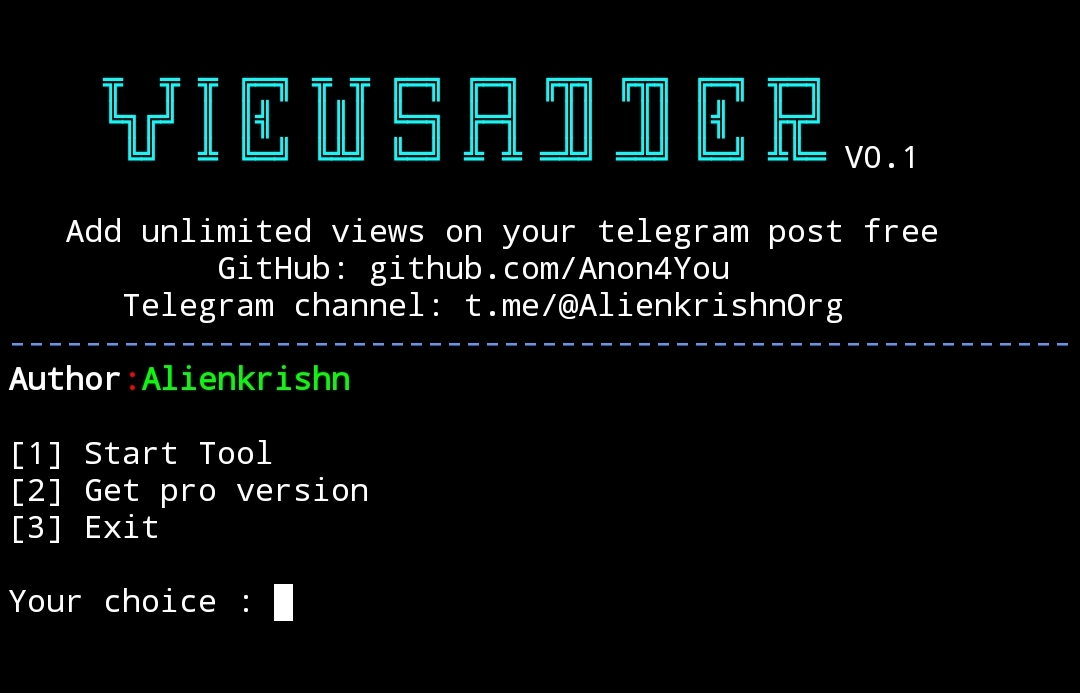 VIEWSADDER V0.1
Add unlimited views on your telegram post free
GitHub: github.com/Anon4You
Telegram channel: t.me/@AlienkrishnOrg
Author:Alienkrishn
[1] Start Tool
[2] Get pro version
[3] Exit
Your choice :